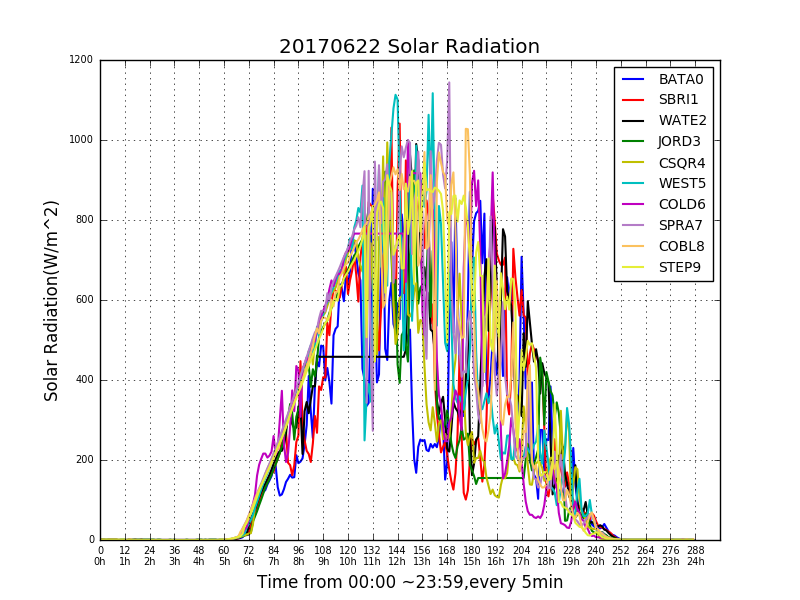 20170622 Solar Radiation
1200
1000
800
600
400
200
0
Solar Radiation(W/m^2)
BATA0
SBRI1
WATE2
JORD3
CSQR4
WEST5
COLD6
SPRA7
COBL8
STEP9
0 12 24 36 48 60 72 84 96 108 120 132 144 156 168 180 192 204 216 228 240 252 264 276 288
0h 1h 2h 3h 4h 5h 6h 7h 8h 9h 10h 11h 12h 13h 14h 15h 16h 17h 18h 19h 20h 21h 22h 23h 24h
Time from 00:00 ~23:59,every 5min